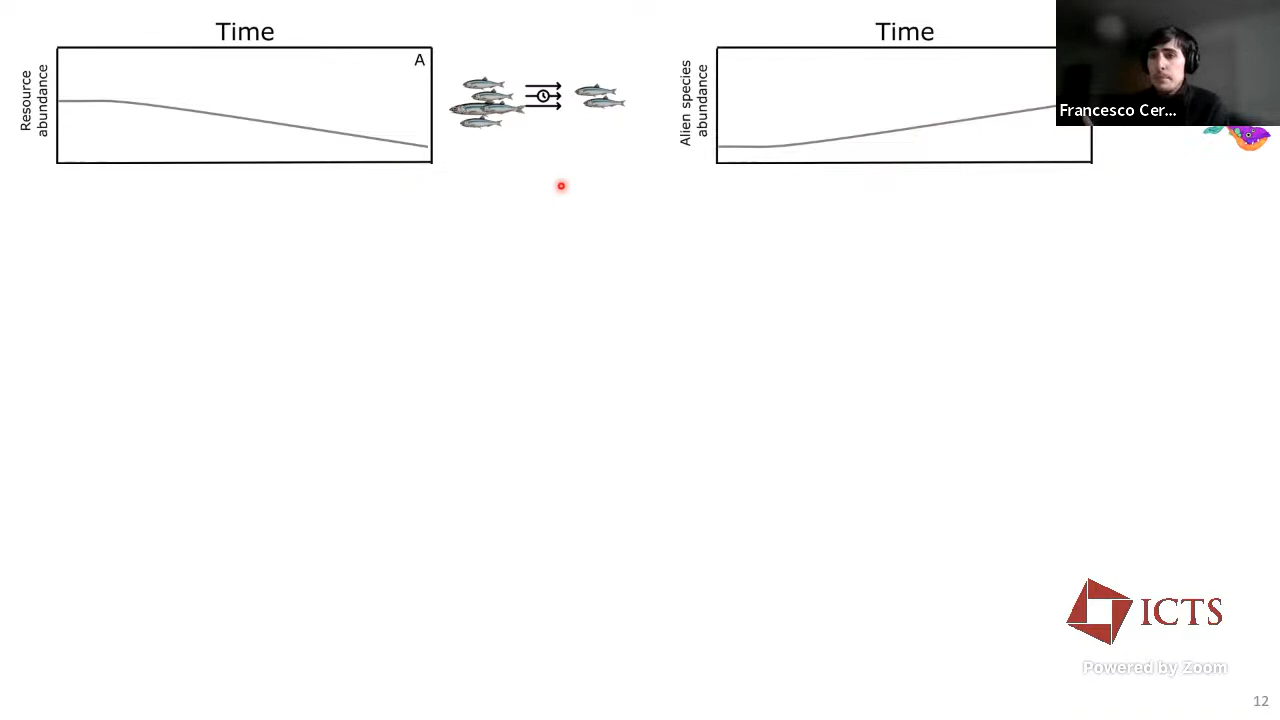 Time
A
Resource
abundance
Time
Alien species
abundance
Francesco Cer...
ICTS
Powered by Zoom
12